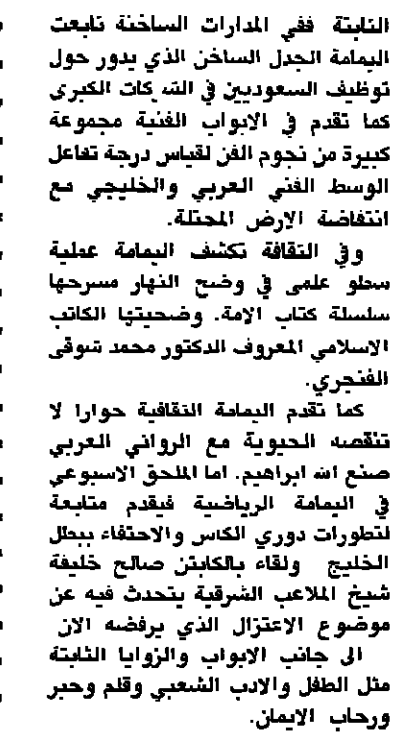 الثابتة ففي المدارات الساخنة تابعت
اليمامة الجدل الساخن الذي يدور حول
توظيف السعوديين في الشركات الكبرى
كما تقدم في الابواب الفنية مجموعة
كبيرة من نجوم الفن لقياس درجة تفاعل
الوسط الفني العربي والخليجي مع
انتفاضة الارض المحتلة.
وفي الثقافة تكشف اليمامة عملية
سطو علمى في وضح النهار مسرحها
سلسلة كتاب الامة. وضحيتها الكاتب
الاسلامي المعروف الدكتور محمد شوقى
الفنجري.
كما تقدم اليمامة الثقافية حوارا لا
تنقصه الحيوية مع الروائي العربي
صنع الله ابراهيم. اما الملحق الاسبوعي
في اليمامة الرياضية فيقدم متابعة
لتطورات دوري الكاس والاحتفاء ببطل
الخليج ولقاء بالكابتن صالح خليفة
شيخ الملاعب الشرقية يتحدث فيه عن
موضوع الاعتزال الذي يرفضه الان
الى جانب الابواب والزوايا الثابتة
مثل الطفل والادب الشعبي وقلم وحبر
ورحاب الايمان.